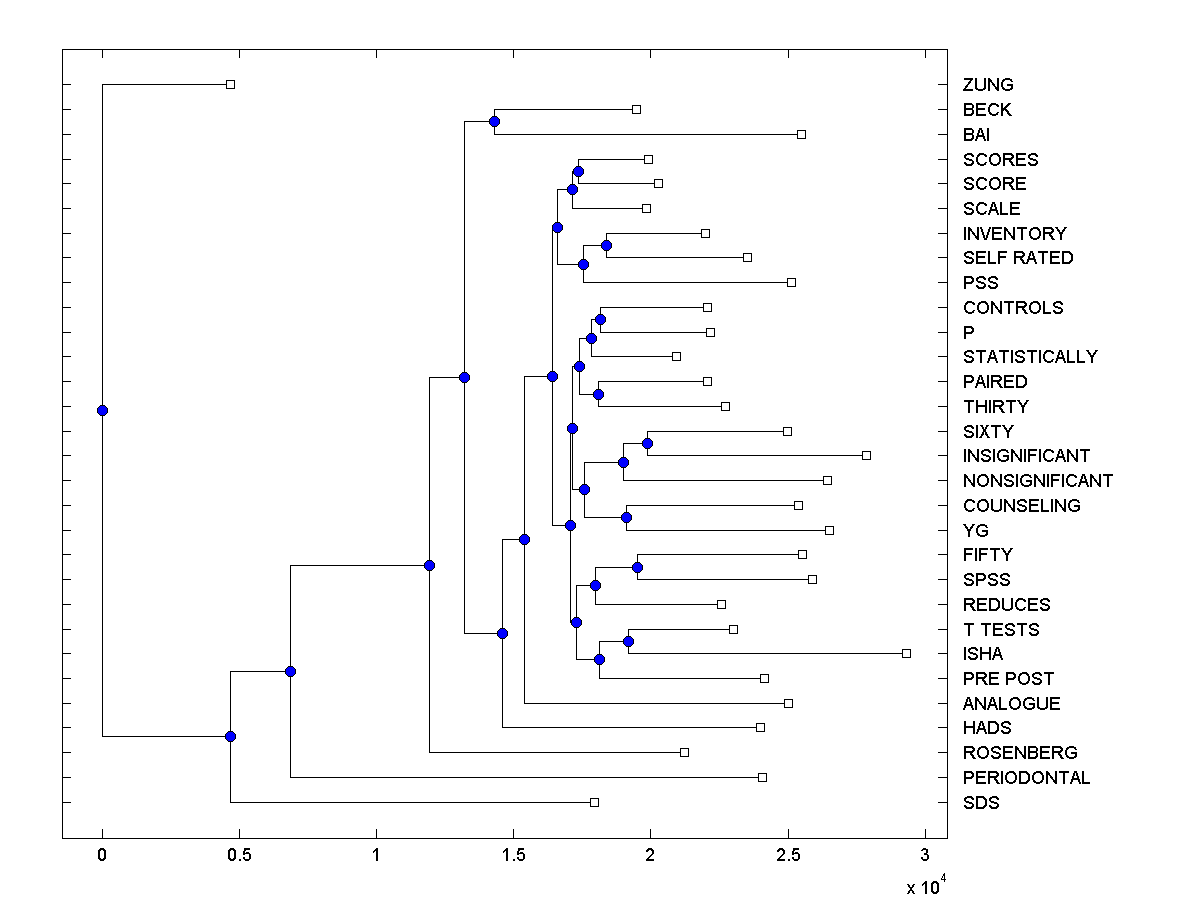 ZUNG
BECK
BAI
SCORES
SCORE
SCALE
INVENTORY
SELF RATED
PSS
CONTROLS
P
STATISTICALLY
PAIRED
THIRTY
SIXTY
INSIGNIFICANT
NONSIGNIFICANT
COUNSELING
YG
FIFTY
SPSS
REDUCES
T TESTS
ISHA
PRE POST
ANALOGUE
HADS
ROSENBERG
PERIODONTAL
SDS
0 0.5 1 1.5 2 2.5 3
x 10^4